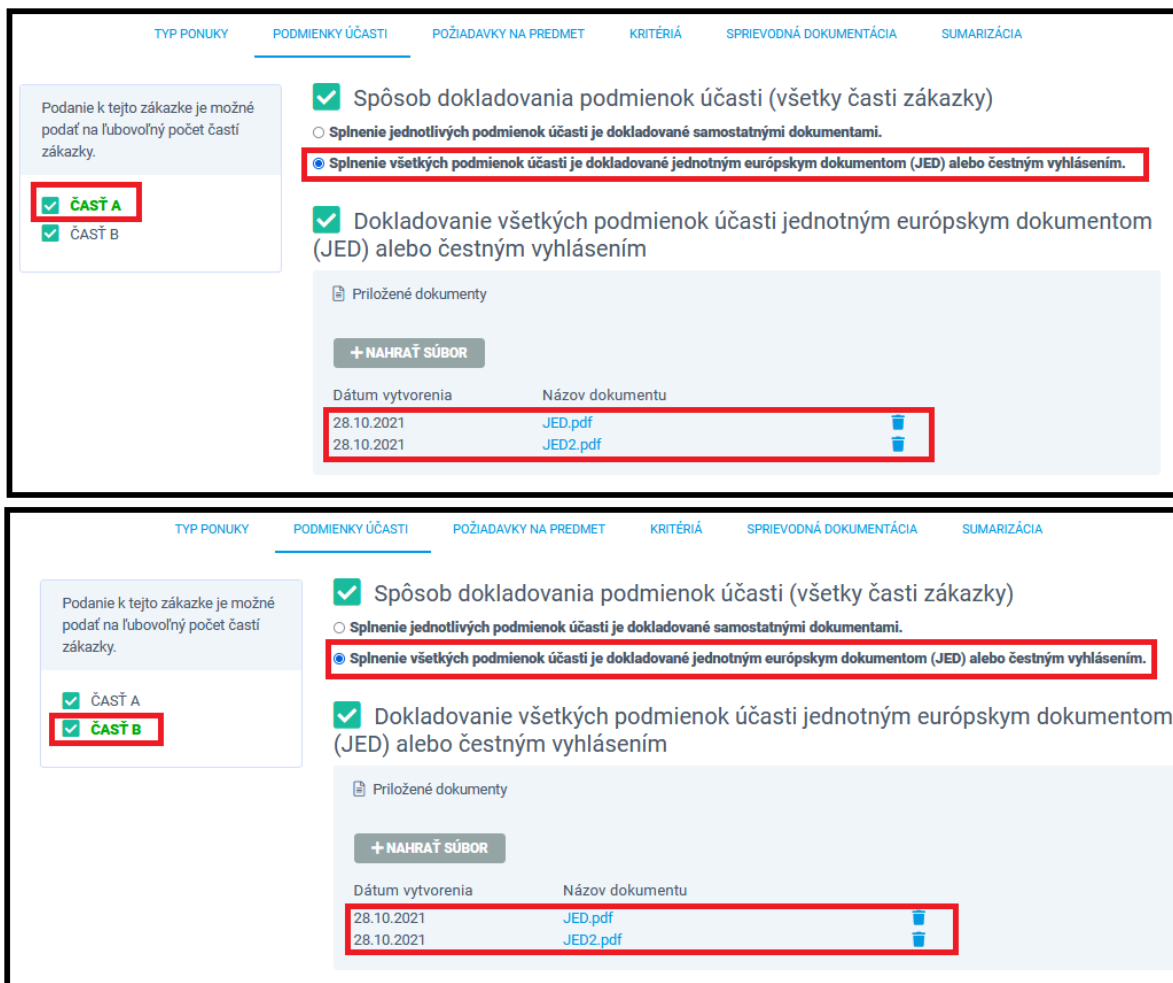 TYP PONUKY PODMIENKY ÚČASTI POŽIADAVKY NA PREDMET KRITÉRIÁ SPRIEVODNÁ DOKUMENTÁCIA SUMARIZÁCIA
Podanie k tejto zákazke je možné
podať na ľubovoľný počet častí
zákazky.
ČASŤ A
ČASŤ B
Spôsob dokladovania podmienok účasti (všetky časti zákazky)
Splnenie jednotlivých podmienok účasti je dokladované samostatnými dokumentami.
Splnenie všetkých podmienok účasti je dokladované jednotným európskym dokumentom (JED) alebo čestným vyhlásením.
Dokladovanie všetkých podmienok účasti jednotným európskym dokumentom
(JED) alebo čestným vyhlásením
Priložené dokumenty
+ NAHRAŤ SÚBOR
Dátum vytvorenia Názov dokumentu
28.10.2021 JED.pdf
28.10.2021 JED2.pdf
TYP PONUKY PODMIENKY ÚČASTI POŽIADAVKY NA PREDMET KRITÉRIÁ SPRIEVODNÁ DOKUMENTÁCIA SUMARIZÁCIA
Podanie k tejto zákazke je možné
podať na ľubovoľný počet častí
zákazky.
ČASŤ A
ČASŤ B
Spôsob dokladovania podmienok účasti (všetky časti zákazky)
Splnenie jednotlivých podmienok účasti je dokladované samostatnými dokumentami.
Splnenie všetkých podmienok účasti je dokladované jednotným európskym dokumentom (JED) alebo čestným vyhlásením.
Dokladovanie všetkých podmienok účasti jednotným európskym dokumentom
(JED) alebo čestným vyhlásením
Priložené dokumenty
+ NAHRAŤ SÚBOR
Dátum vytvorenia Názov dokumentu
28.10.2021 JED.pdf
28.10.2021 JED2.pdf